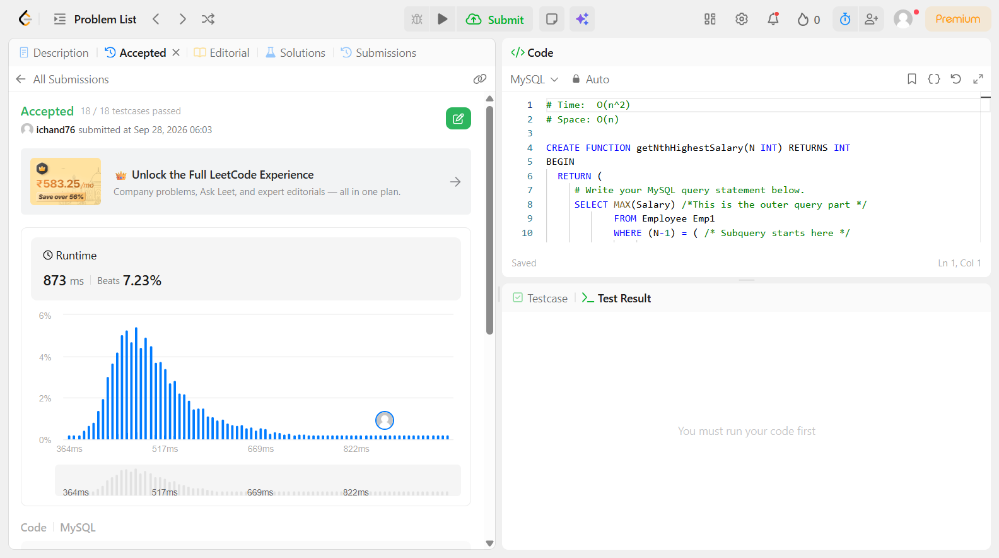 Problem List
Submit
0
Premium
Description
Accepted
Editorial
Solutions
Submissions
All Submissions
Accepted 18 / 18 testcases passed
ichand76 submitted at Sep 28, 2026 06:03
₹583.25/mo
Save over 56%
Unlock the Full LeetCode Experience
Company problems, Ask Leet, and expert editorials — all in one plan.
Runtime
873 ms Beats 7.23%
6%
4%
2%
0%
364ms 517ms 669ms 822ms
364ms 517ms 669ms 822ms
Code MySQL
</> Code
MySQL Auto
1 # Time:  O(n^2)
2 # Space: O(n)
3
4 CREATE FUNCTION getNthHighestSalary(N INT) RETURNS INT
5 BEGIN
6 RETURN (
7 # Write your MySQL query statement below.
8 SELECT MAX(Salary) /*This is the outer query part */
9 FROM Employee Emp1
10 WHERE (N-1) = ( /* Subquery starts here */
Saved Ln 1, Col 1
Testcase
Test Result
You must run your code first